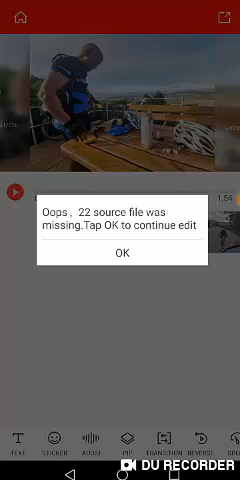 Oops, 22 source file was
missing.Tap OK to continue edit
OK
1:54
TEXT
STICKER
AUDIO
PIP
TRANSITION
REVERSE
DU RECORDER